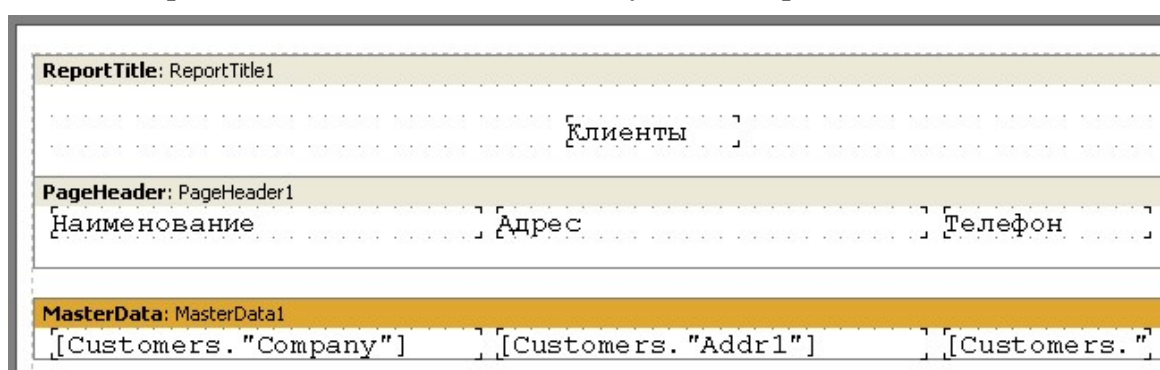 ReportTitle: ReportTitle1
Клиенты
PageHeader: PageHeader1
Наименование Адрес Телефон
MasterData: MasterData1
[Customers."Company"] [Customers."Addr1"] [Customers."